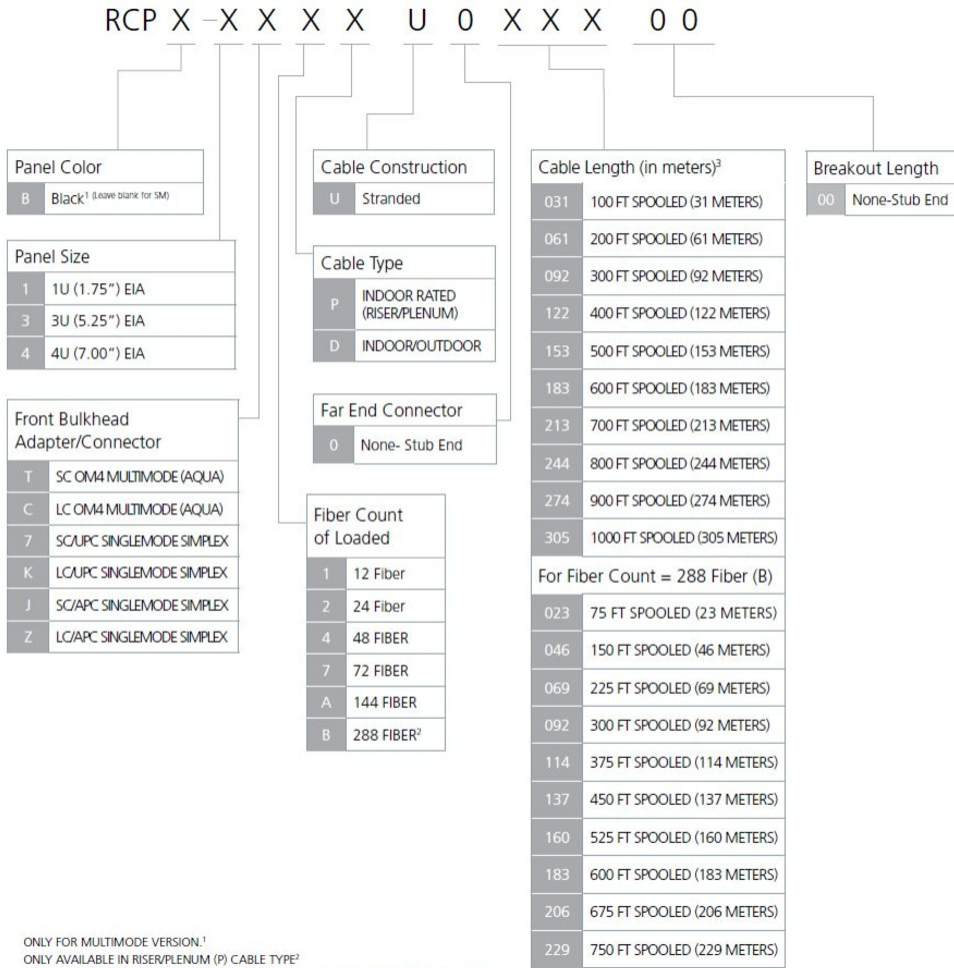 RCP X -X X X X U 0 X X X 0 0
Panel Color
B Black¹ (Leave blank for SM)
Panel Size
1 1U (1.75”) EIA
3 3U (5.25”) EIA
4 4U (7.00”) EIA
Front Bulkhead
Adapter/Connector
T SC OM4 MULTIMODE (AQUA)
C LC OM4 MULTIMODE (AQUA)
7 SC/UPC SINGLEMODE SIMPLEX
K LC/UPC SINGLEMODE SIMPLEX
J SC/APC SINGLEMODE SIMPLEX
Z LC/APC SINGLEMODE SIMPLEX
Cable Construction
U Stranded
Cable Type
P INDOOR RATED
(RISER/PLENUM)
D INDOOR/OUTDOOR
Far End Connector
0 None- Stub End
Fiber Count
of Loaded
1 12 Fiber
2 24 Fiber
4 48 FIBER
7 72 FIBER
A 144 FIBER
B 288 FIBER²
Cable Length (in meters)³
031 100 FT SPOOLED (31 METERS)
061 200 FT SPOOLED (61 METERS)
092 300 FT SPOOLED (92 METERS)
122 400 FT SPOOLED (122 METERS)
153 500 FT SPOOLED (153 METERS)
183 600 FT SPOOLED (183 METERS)
213 700 FT SPOOLED (213 METERS)
244 800 FT SPOOLED (244 METERS)
274 900 FT SPOOLED (274 METERS)
305 1000 FT SPOOLED (305 METERS)
For Fiber Count = 288 Fiber (B)
023 75 FT SPOOLED (23 METERS)
046 150 FT SPOOLED (46 METERS)
069 225 FT SPOOLED (69 METERS)
092 300 FT SPOOLED (92 METERS)
114 375 FT SPOOLED (114 METERS)
137 450 FT SPOOLED (137 METERS)
160 525 FT SPOOLED (160 METERS)
183 600 FT SPOOLED (183 METERS)
206 675 FT SPOOLED (206 METERS)
229 750 FT SPOOLED (229 METERS)
Breakout Length
00 None-Stub End
ONLY FOR MULTIMODE VERSION.¹
ONLY AVAILABLE IN RISER/PLENUM (P) CABLE TYPE²